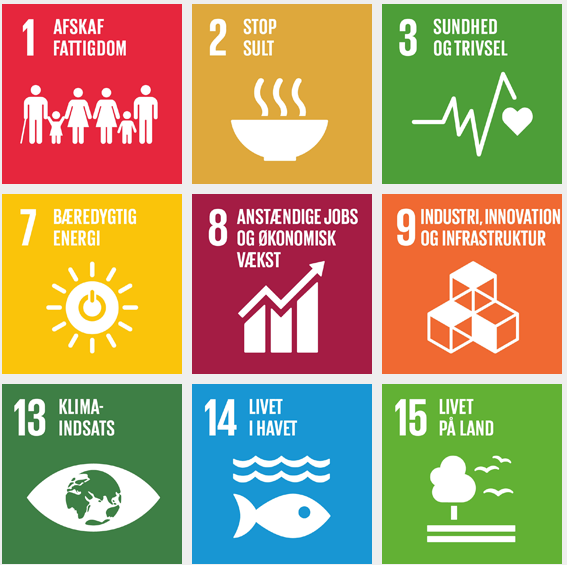 1 AFSKAF
FATTIGDOM
2 STOP
SULT
3 SUNDHED
OG TRIVSEL
7 BÆREDYGTIG
ENERGI
8 ANSTÆNDIGE JOBS
OG ØKONOMISK
VÆKST
9 INDUSTRI, INNOVATION
OG INFRASTRUKTUR
13 KLIMA-
INDSATS
14 LIVET
I HAVET
15 LIVET
PÅ LAND